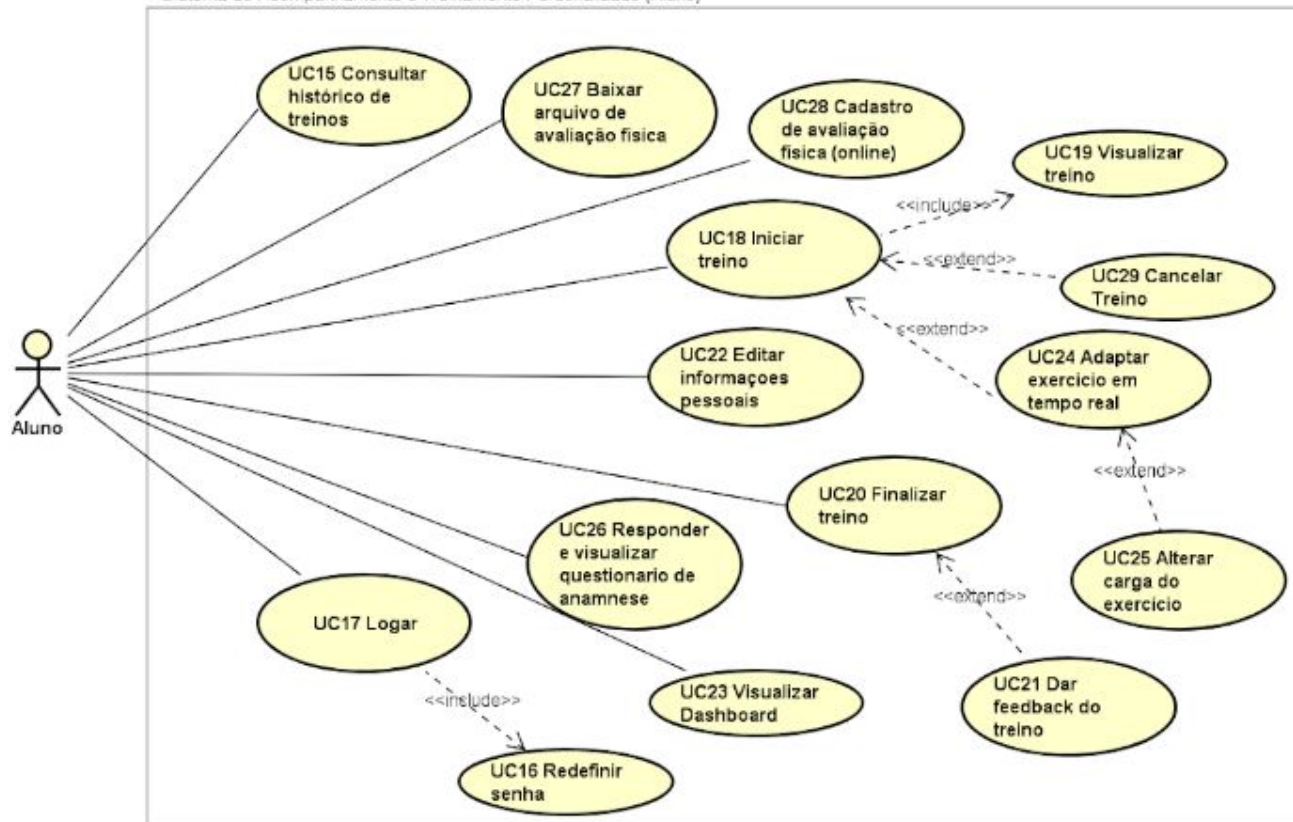 UC15 Consultar
histórico de
treinos
UC27 Baixar
arquivo de
avaliação física
UC28 Cadastro
de avaliação
física (online)
UC19 Visualizar
treino
<<include>>
UC18 Iniciar
treino
<<extend>>
UC29 Cancelar
Treino
<<extend>>
UC22 Editar
informaçoes
pessoais
UC24 Adaptar
exercicio em
tempo real
Aluno
<<extend>>
UC20 Finalizar
treino
UC26 Responder
e visualizar
questionario de
anamnese
UC25 Alterar
carga do
exercicio
<<extend>>
UC17 Logar
UC21 Dar
feedback do
treino
<<include>>
UC23 Visualizar
Dashboard
UC16 Redefinir
senha